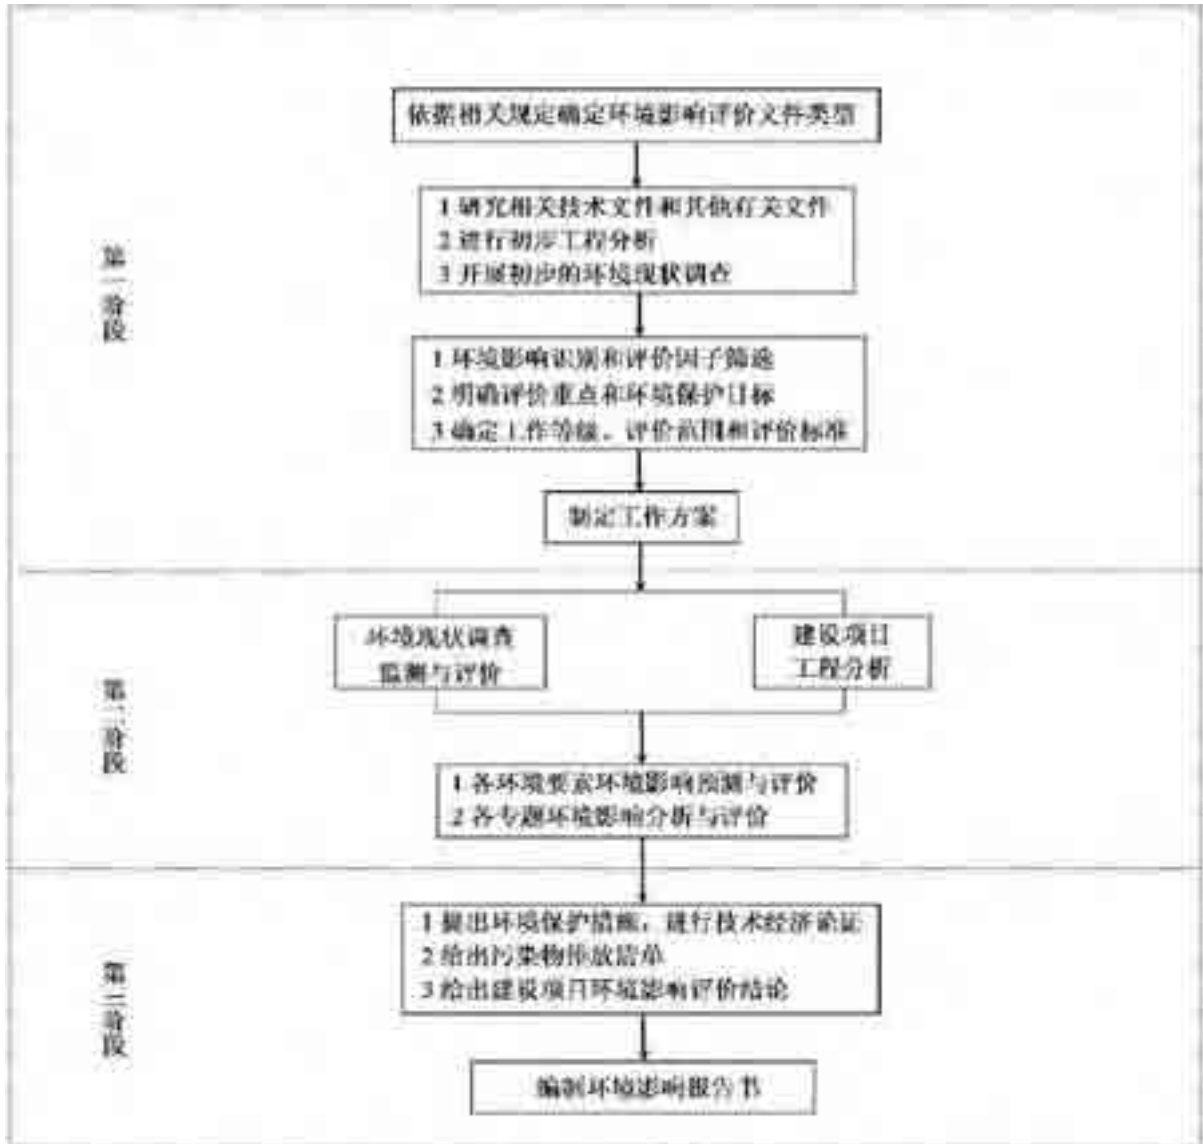 依据相关规定确定环境影响评价文件类型
1 研究相关技术文件和其他有关文件
2 进行初步工程分析
3 开展初步的环境现状调查
第一阶段
1 环境影响识别和评价因子筛选
2 明确评价重点和环境保护目标
3 确定工作等级、评价范围和评价标准
制定工作方案
环境现状调查
监测与评价
建设项目
工程分析
第二阶段
1 各环境要素环境影响预测与评价
2 各专题环境影响分析与评价
1 提出环境保护措施，进行技术经济论证
2 给出污染物排放清单
3 给出建设项目环境影响评价结论
第三阶段
编制环境影响报告书